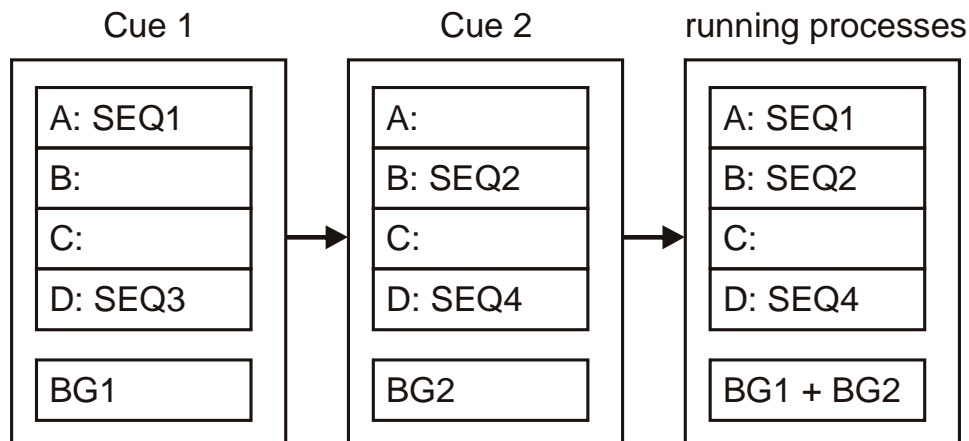 Cue 1
A: SEQ1
B:
C:
D: SEQ3
BG1
Cue 2
A:
B: SEQ2
C:
D: SEQ4
BG2
running processes
A: SEQ1
B: SEQ2
C:
D: SEQ4
BG1 + BG2